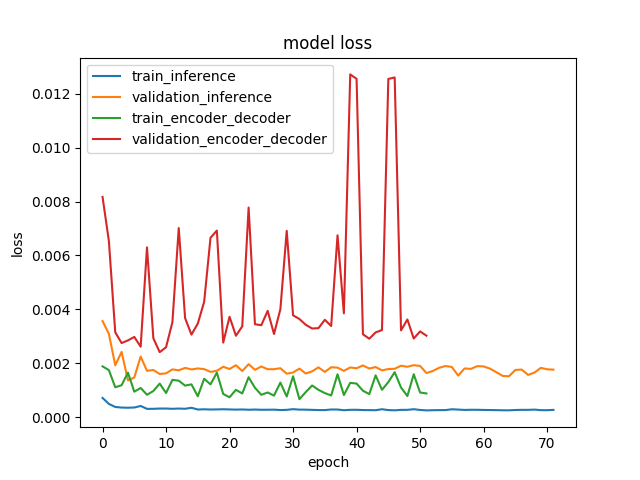 model loss
train_inference
validation_inference
train_encoder_decoder
validation_encoder_decoder
0.012
0.010
0.008
0.006
0.004
0.002
0.000
loss
0 10 20 30 40 50 60 70
epoch